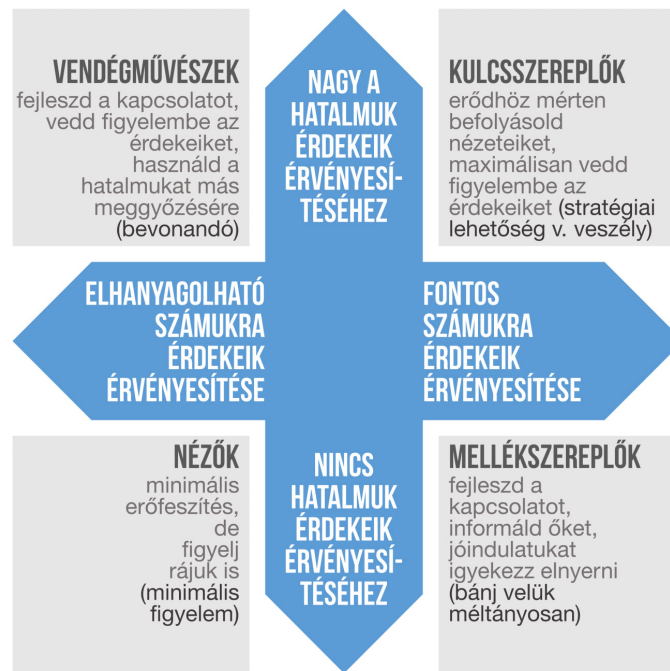 VENDÉGMŰVÉSZEK
fejleszd a kapcsolatot,
vedd figyelembe az
érdekeiket,
használd a
hatalmukat más
meggyőzésére
(bevonandó)
NAGY A
HATALMUK
ÉRDEKEIK
ÉRVÉNYESÍ-
TÉSÉHEZ
KULCSSZEREPLŐK
erődhöz mérten
befolyásold
nézeteiket,
maximálisan vedd
figyelembe az
érdekeiket (stratégiai
lehetőség v. veszély)
ELHANYAGOLHATÓ
SZÁMUKRA
ÉRDEKEIK
ÉRVÉNYESÍTÉSE
FONTOS
SZÁMUKRA
ÉRDEKEIK
ÉRVÉNYESÍTÉSE
NÉZŐK
minimális
erőfeszítés,
de
figyelj
rájuk is
(minimális
figyelem)
NINCS
HATALMUK
ÉRDEKEIK
ÉRVÉNYESÍ-
TÉSÉHEZ
MELLÉKSZEREPLŐK
fejleszd a
kapcsolatot,
informáld őket,
jóindulatukat
igyekezz elnyerni
(bánj velük
méltányosan)